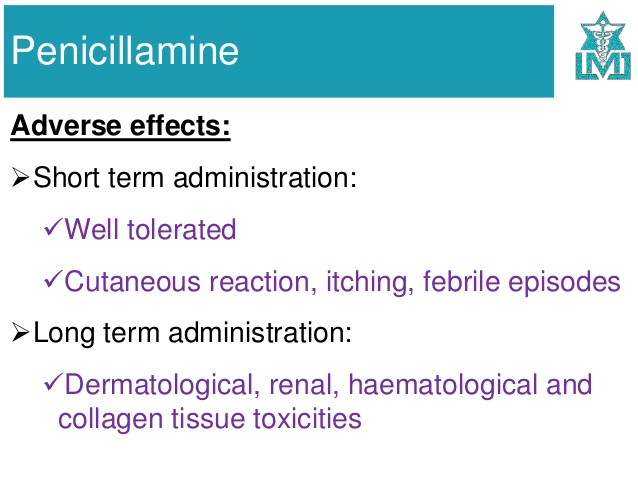 Penicillamine
Adverse effects:
➢Short term administration:
✓Well tolerated
✓Cutaneous reaction, itching, febrile episodes
➢Long term administration:
✓Dermatological, renal, haematological and
collagen tissue toxicities